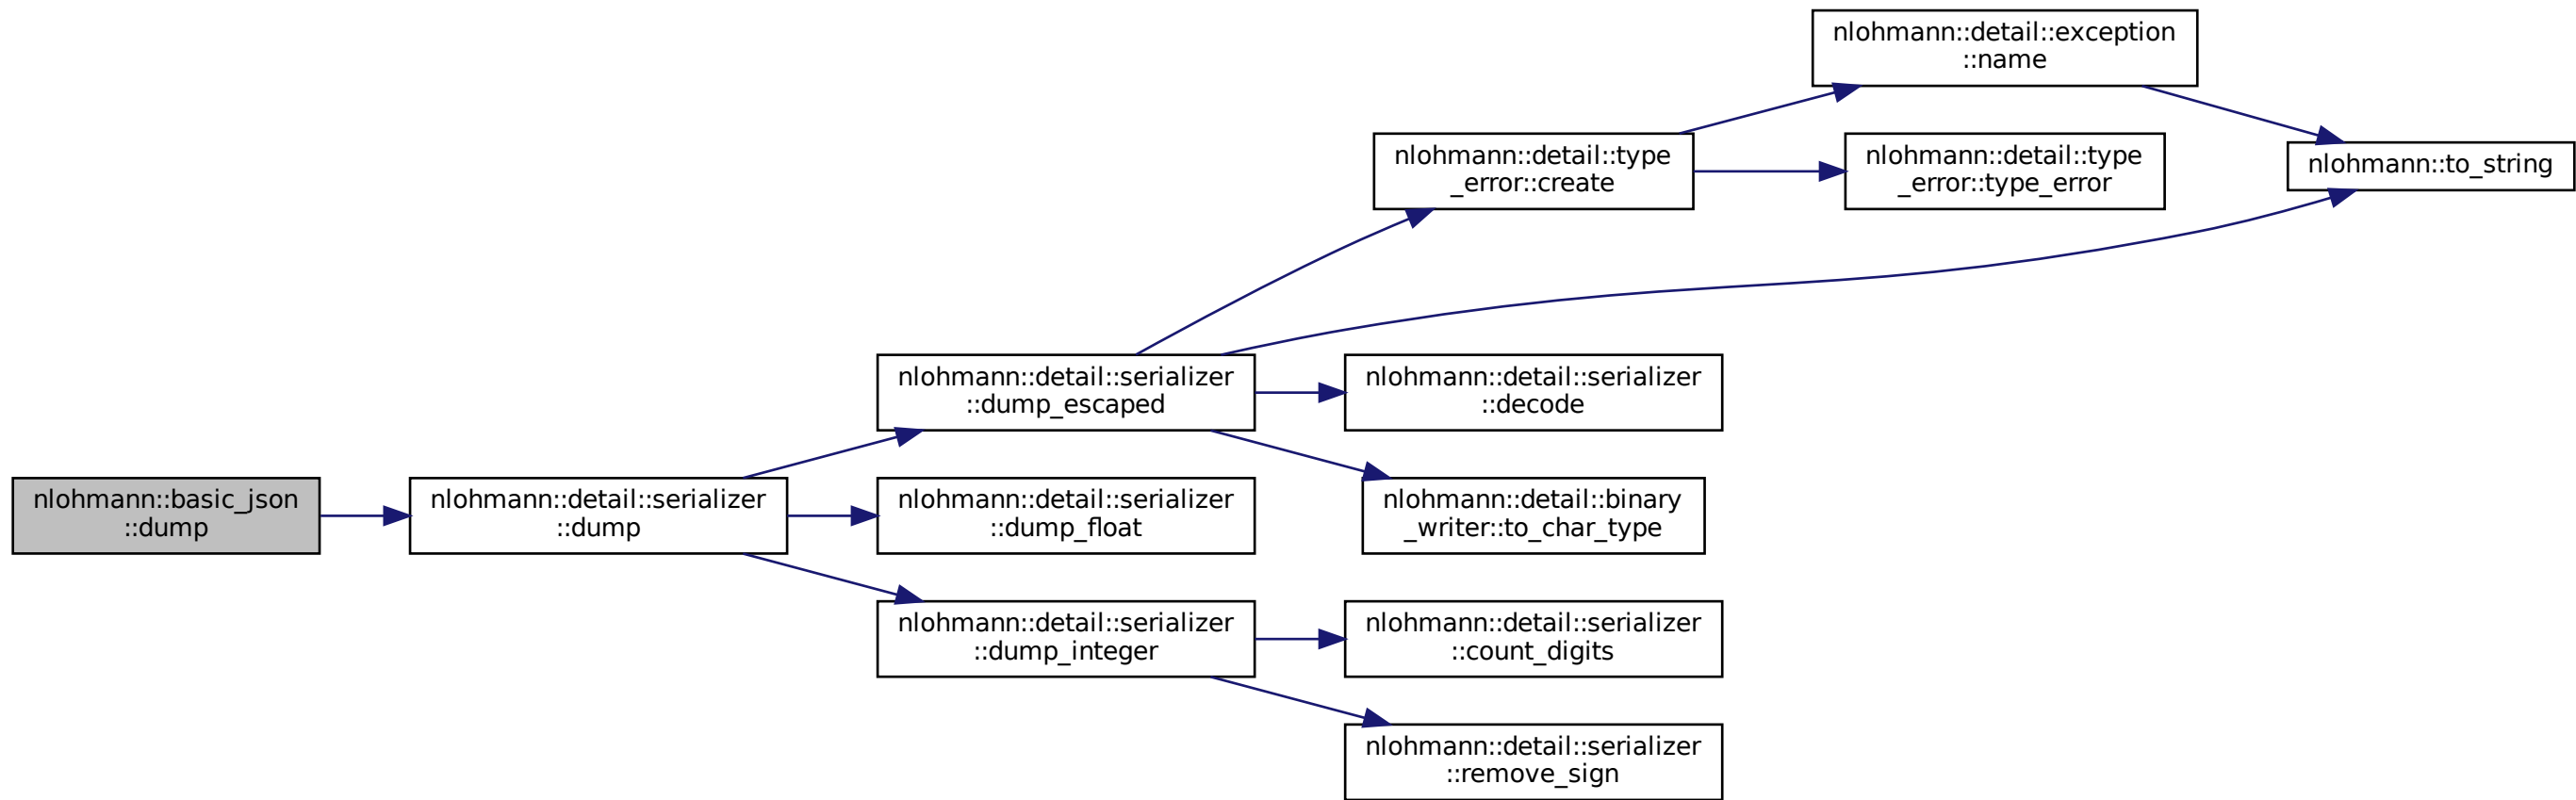 nlohmann::detail::exception
::name
nlohmann::detail::type
_error::create
nlohmann::detail::type
_error::type_error
nlohmann::to_string
nlohmann::detail::serializer
::dump_escaped
nlohmann::detail::serializer
::decode
nlohmann::basic_json
::dump
nlohmann::detail::serializer
::dump
nlohmann::detail::serializer
::dump_float
nlohmann::detail::binary
_writer::to_char_type
nlohmann::detail::serializer
::dump_integer
nlohmann::detail::serializer
::count_digits
nlohmann::detail::serializer
::remove_sign